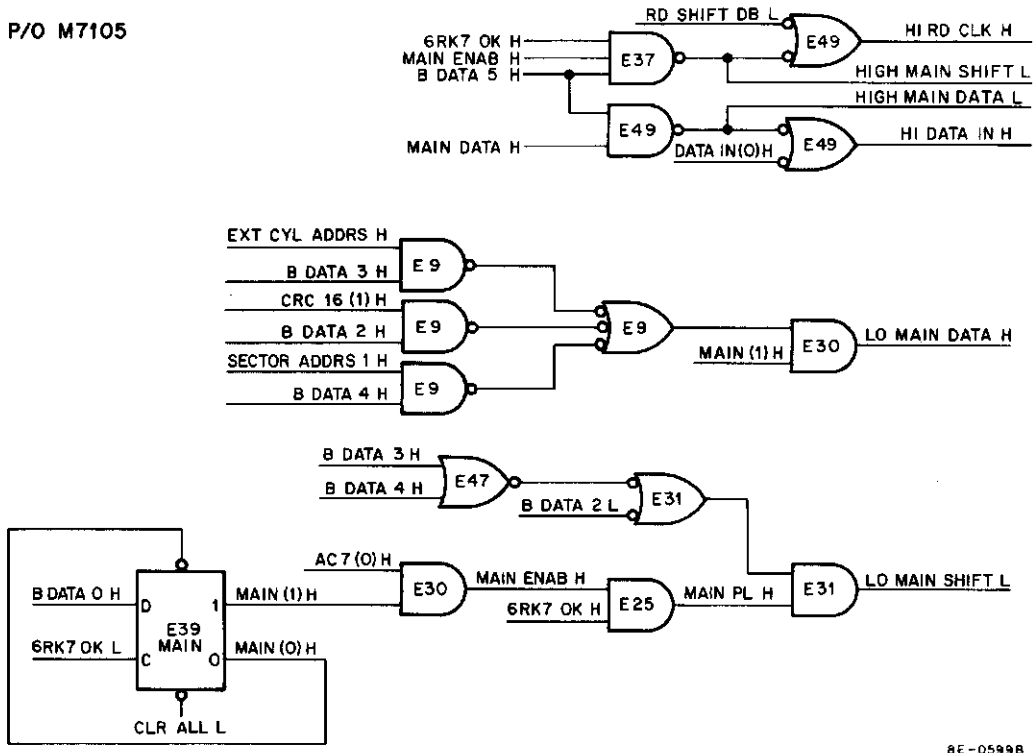 P/O M7105
RD SHIFT DB L
6RK7 OK H
MAIN ENAB H
B DATA 5 H
E37
E49
HI RD CLK H
HIGH MAIN SHIFT L
HIGH MAIN DATA L
E49
MAIN DATA H
DATA IN(0)H
E49
HI DATA IN H
EXT CYL ADDRS H
E9
B DATA 3 H
CRC 16 (1) H
E9
B DATA 2 H
E9
MAIN (1) H
E30
LO MAIN DATA H
SECTOR ADDRS 1 H
E9
B DATA 4 H
B DATA 3 H
E47
B DATA 4 H
B DATA 2 L
E31
AC7 (0) H
E30
MAIN ENAB H
6RK7 OK H
E25
MAIN PL H
E31
LO MAIN SHIFT L
B DATA 0 H
D
1
MAIN (1) H
E39
MAIN
6RK7 OK L
C
0
MAIN (0) H
CLR ALL L
8E-0599B